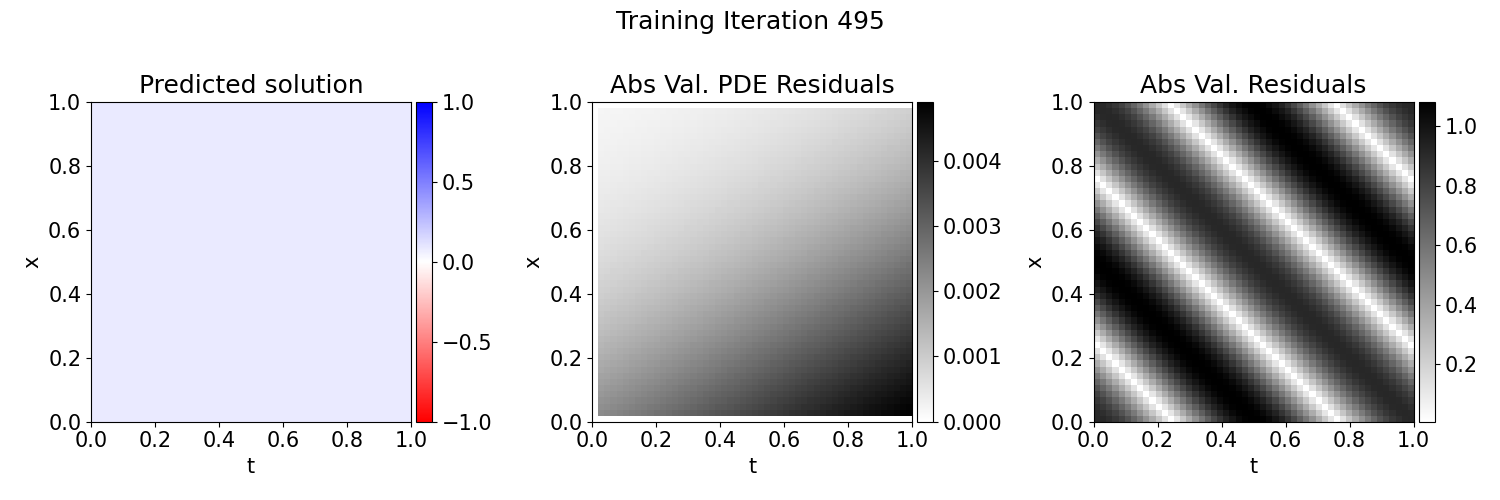 Training Iteration 495
Predicted solution
1.0
0.8
0.6
0.4
0.2
0.0
x
0.0 0.2 0.4 0.6 0.8 1.0
t
1.0
0.5
0.0
−0.5
−1.0
Abs Val. PDE Residuals
1.0
0.8
0.6
0.4
0.2
0.0
x
0.0 0.2 0.4 0.6 0.8 1.0
t
0.004
0.003
0.002
0.001
0.000
Abs Val. Residuals
1.0
0.8
0.6
0.4
0.2
0.0
x
0.0 0.2 0.4 0.6 0.8 1.0
t
1.0
0.8
0.6
0.4
0.2